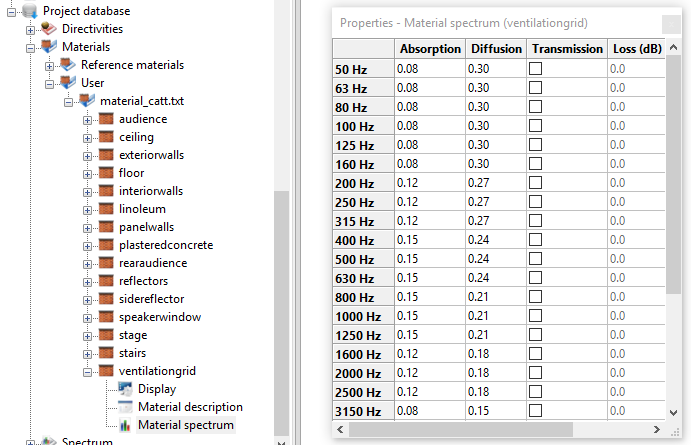 Project database
Directivities
Materials
Reference materials
User
material_catt.txt
audience
ceiling
exteriorwalls
floor
interiorwalls
linoleum
panelwalls
plasteredconcrete
rearaudience
reflectors
sidereflector
speakerwindow
stage
stairs
ventilationgrid
Display
Material description
Material spectrum
Spectrum
Properties - Material spectrum (ventilationgrid)
Absorption Diffusion Transmission Loss (dB)
50 Hz 0.08 0.30 0.0
63 Hz 0.08 0.30 0.0
80 Hz 0.08 0.30 0.0
100 Hz 0.08 0.30 0.0
125 Hz 0.08 0.30 0.0
160 Hz 0.08 0.30 0.0
200 Hz 0.12 0.27 0.0
250 Hz 0.12 0.27 0.0
315 Hz 0.12 0.27 0.0
400 Hz 0.15 0.24 0.0
500 Hz 0.15 0.24 0.0
630 Hz 0.15 0.24 0.0
800 Hz 0.15 0.21 0.0
1000 Hz 0.15 0.21 0.0
1250 Hz 0.15 0.21 0.0
1600 Hz 0.12 0.18 0.0
2000 Hz 0.12 0.18 0.0
2500 Hz 0.12 0.18 0.0
3150 Hz 0.08 0.15 0.0